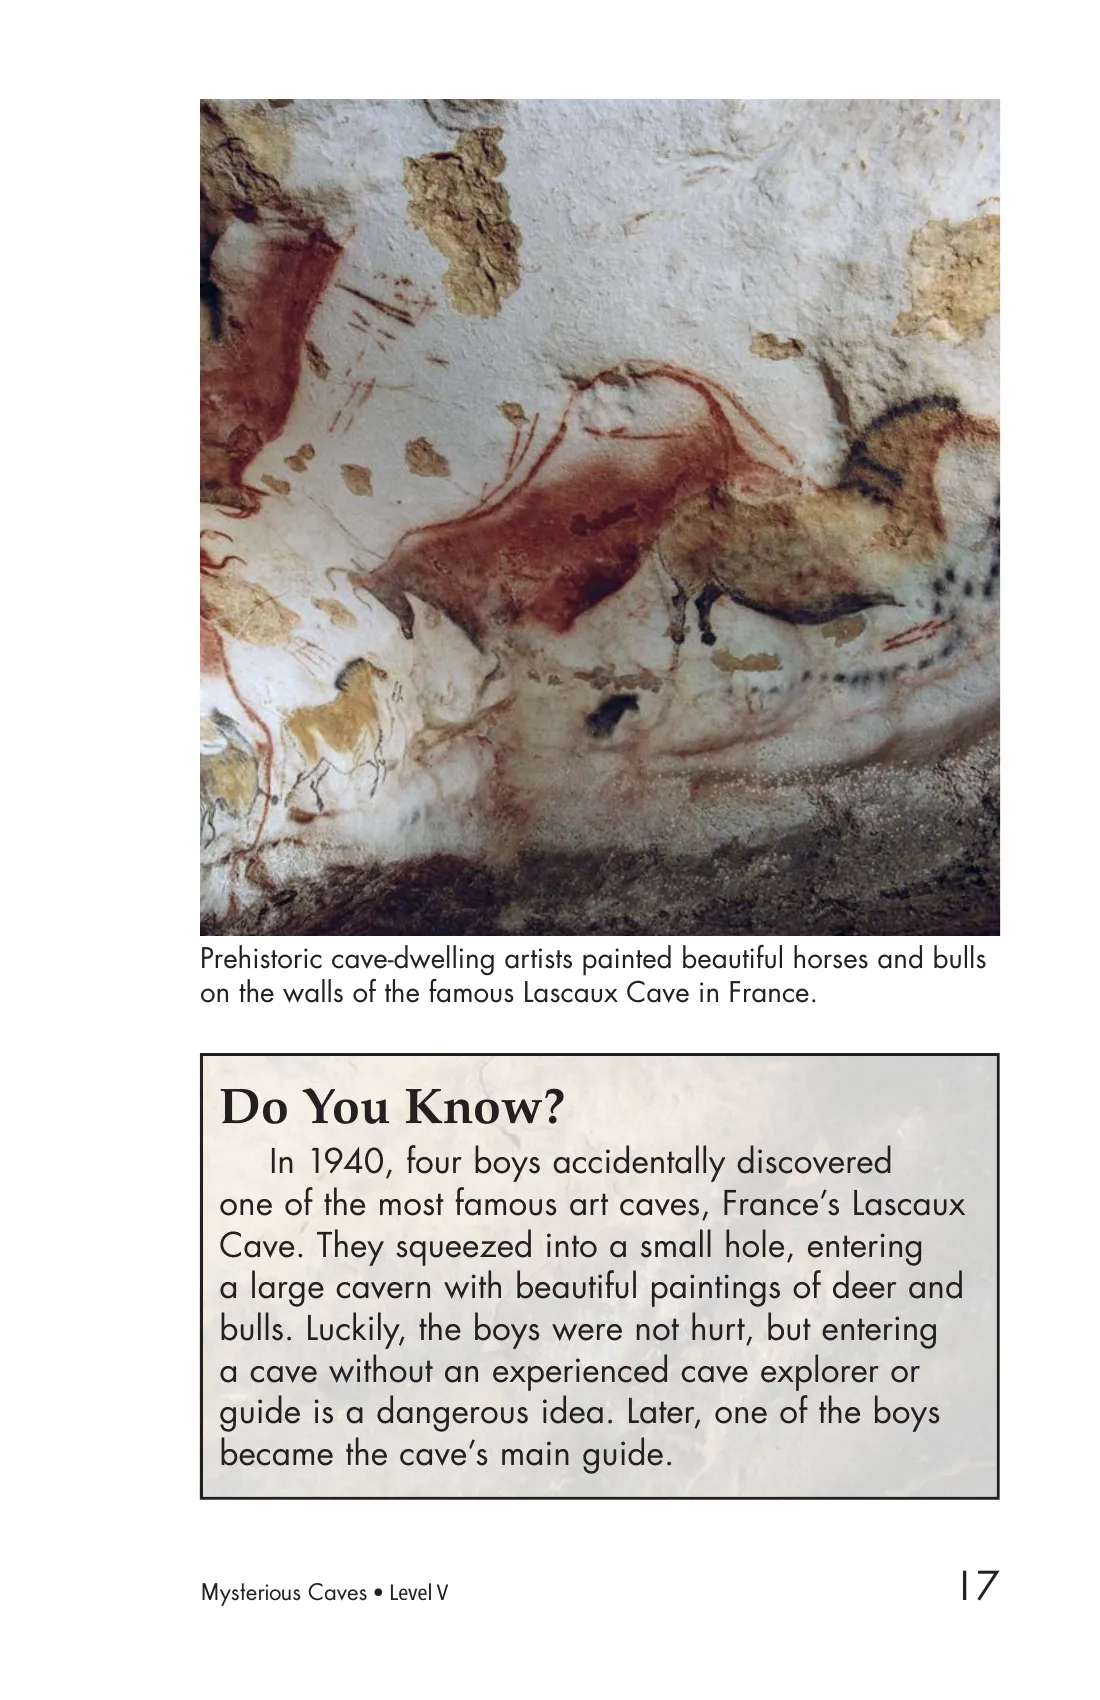 Prehistoric cave-dwelling artists painted beautiful horses and bulls
on the walls of the famous Lascaux Cave in France.
Do You Know?
In 1940, four boys accidentally discovered
one of the most famous art caves, France’s Lascaux
Cave. They squeezed into a small hole, entering
a large cavern with beautiful paintings of deer and
bulls. Luckily, the boys were not hurt, but entering
a cave without an experienced cave explorer or
guide is a dangerous idea. Later, one of the boys
became the cave’s main guide.
Mysterious Caves • Level V
17